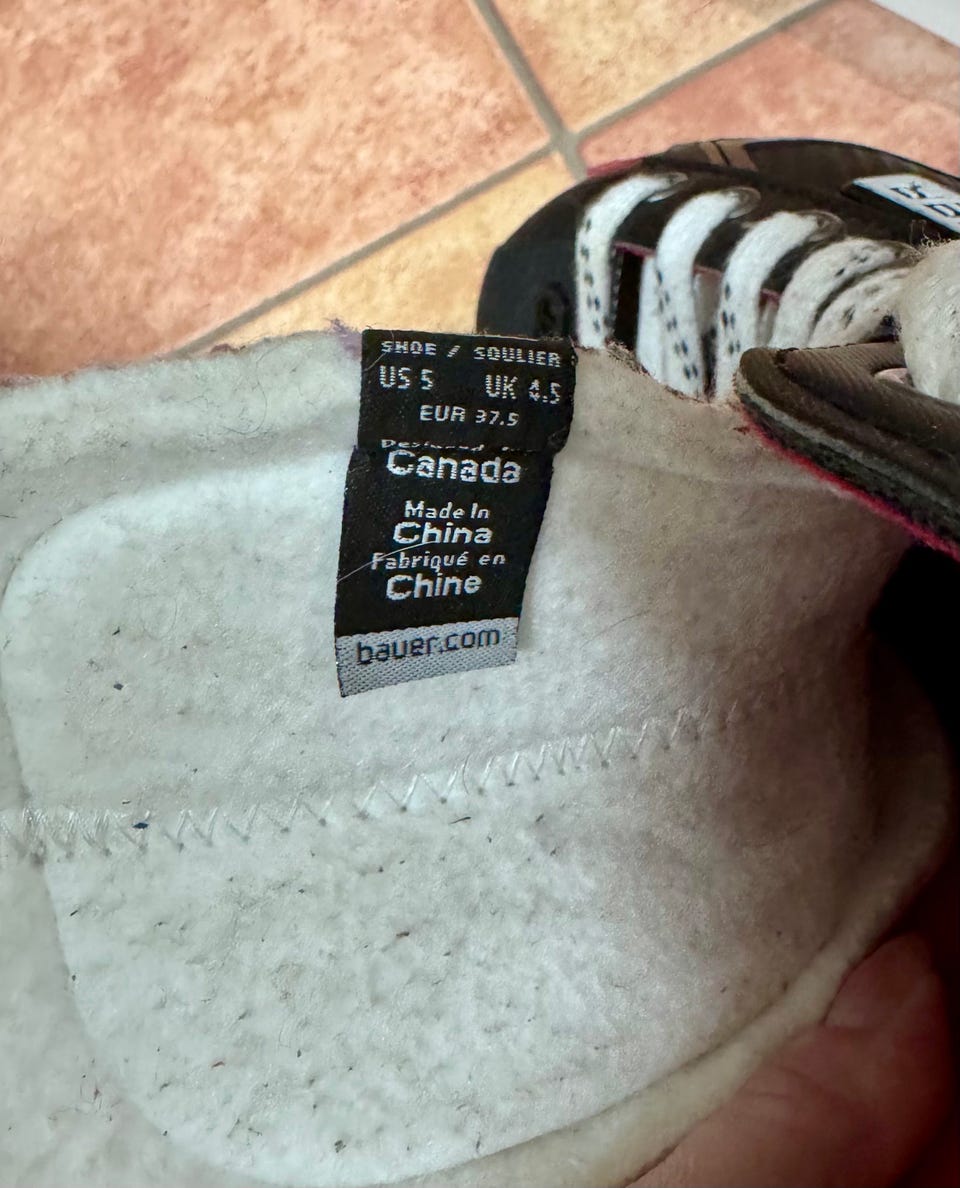 SHOE / SOULIER
US 5 UK 4.5
EUR 37.5
Canada
Made In
China
Fabriqué en
Chine
bauer.com